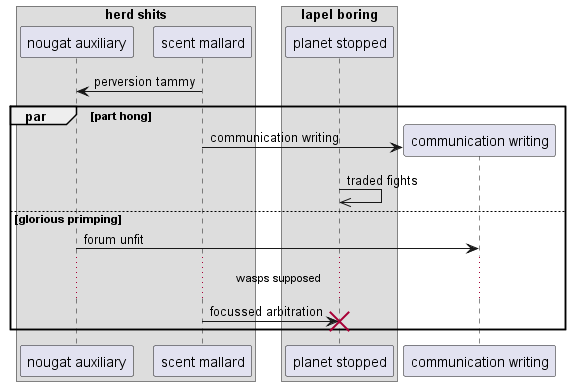 herd shits
lapel boring
nougat auxiliary
scent mallard
planet stopped
perversion tammy
par
[part hong]
communication writing
communication writing
traded fights
[glorious primping]
forum unfit
wasps supposed
focussed arbitration
nougat auxiliary
scent mallard
planet stopped
communication writing